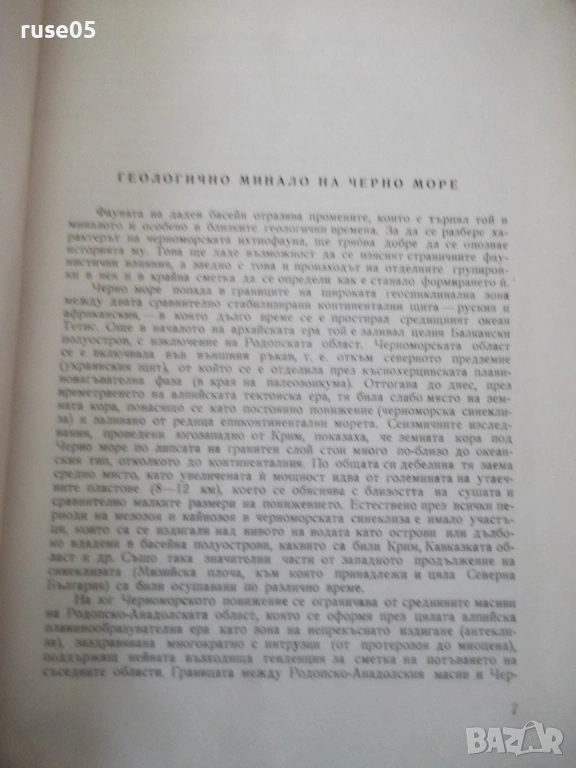 ruse05
ГЕОЛОГИЧНО МИНАЛО НА ЧЕРНО МОРЕ
Фауната на даден басейн отразява промените, които е търпял той в
миналото и особено в близките геологични времена. За да се разбере ха-
рактерът на черноморската ихтиофауна, ще трябва добре да се опознае
историята му. Това ще даде възможност да се изяснят страничните фау-
нистични влияния, а заедно с това и произходът на отделните групиров-
ки в нея и в крайна сметка да се определи как е станало формирането ѝ.
Черно море попада в границите на широката геосинклинална зона
между двата сравнително стабилизирани континентални щита — руския и
африканския, — в която дълго време се е простирал средищният океан
Тетис. Още в началото на архайската ера той е заливал целия Балкански
полуостров, с изключение на Родопската област. Черноморската област
се е включвала във външния ръкав, т. е. откъм северното предземие
(украинския щит), от който се е отделила през къснохерцинската плани-
нонагъвателна фаза (в края на палеозоикума). Оттогава до днес, през
времетраенето на алпийската тектонска ера, тя била слабо място на зем-
ната кора, понасящо се като постоянно понижение (черноморска синекли-
за) и заливано от редица епиконтинентални морета. Сеизмичните изслед-
вания, проведени югозападно от Крим, показаха, че земната кора под
Черно море по липсата на гранитен слой стои много по-близо до океан-
ския тип, отколкото до континенталния. По общата си дебелина тя заема
средно място, като увеличената ѝ мощност идва от големината на утаеч-
ните пластове (8—12 км), което се обяснява с близостта на сушата и
сравнително малките размери на понижението. Естествено през всички пе-
риоди на мезозоя и кайнозоя в черноморската синеклиза е имало участъ-
ци, които са се издигали над нивото на водата като острови или дълбо-
ко вдадени в басейна полуострови, каквито са били Крим, Кавказката об-
ласт и др. Също така значителни части от западното продължение на
синеклизата (Мизийска плоча, към която принадлежи и цяла Северна
България) са били осушавани по различно време.
На юг Черноморското понижение се ограничава от срединните масиви
на Родопско-Анадолската област, която се оформя през цялата алпийска
планинообразувателна ера като зона на непрекъснато издигане (антекли-
за), заздравявана многократно с интрузии (от протерозоя до миоцена),
поддържащ нейната възходяща тенденция за сметка на потъването на
съседните области. Границата между Родопско-Анадолския масив и Чер-
7
BAZAR